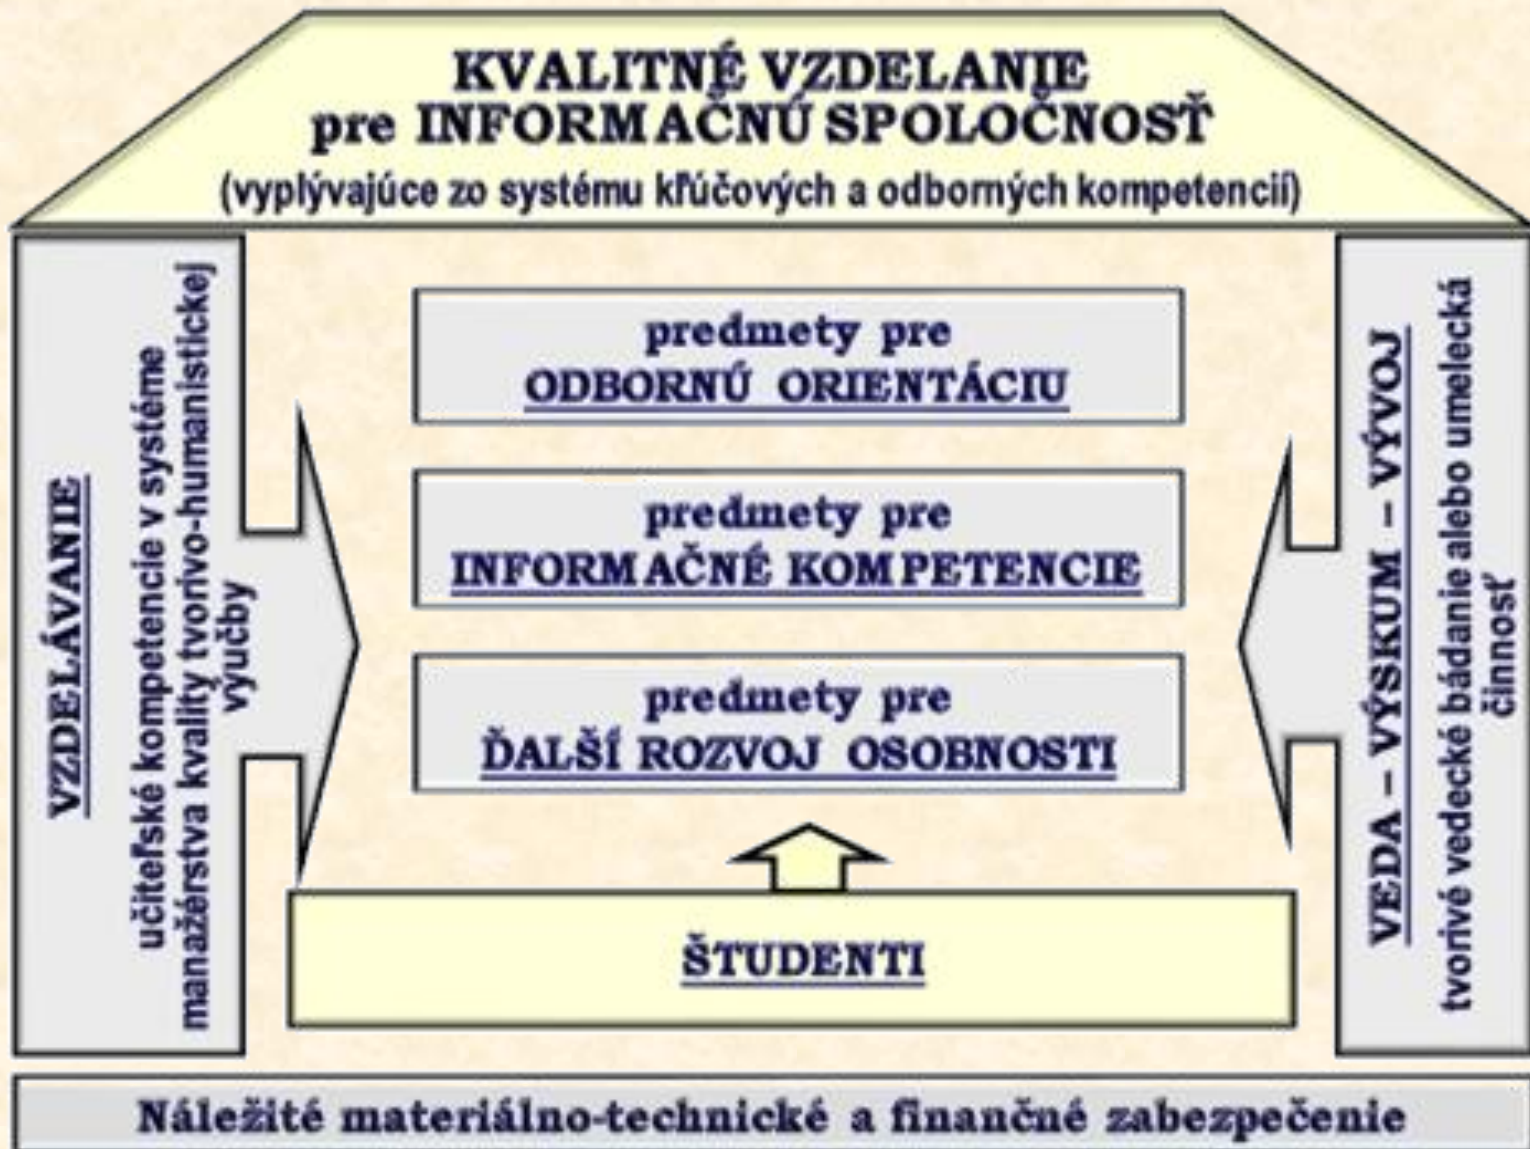 KVALITNÉ VZDELANIE
pre INFORMAČNÚ SPOLOČNOSŤ
(vyplývajúce zo systému kľúčových a odborných kompetencií)
VZDELÁVANIE
učiteľské kompetencie v systéme
manažérstva kvality tvorivo-humanistickej
výučby
predmety pre
ODBORNÚ ORIENTÁCIU
predmety pre
INFORMAČNÉ KOMPETENCIE
predmety pre
ĎALŠÍ ROZVOJ OSOBNOSTI
ŠTUDENTI
VEDA – VÝSKUM – VÝVOJ
tvorivé vedecké bádanie alebo umelecká
činnosť
Náležité materiálno-technické a finančné zabezpečenie